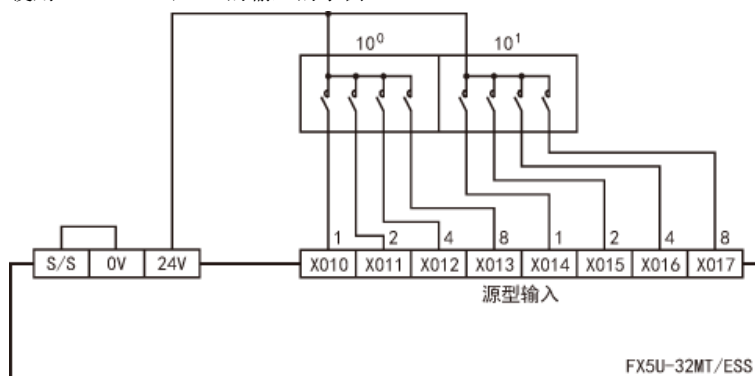 10⁰ 10¹
1 2 4 8 1 2 4 8
S/S 0V 24V X010 X011 X012 X013 X014 X015 X016 X017
源型输入
FX5U-32MT/ESS